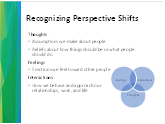 Recognizing Perspective Shifts
Thoughts
Assumptions we make about people
Beliefs about how things should be or what people
should do
Feelings
Emotions we feel toward other people
Interactions
How we behave and approach our
relationships, work, and life
Feelings
Interactions
Thoughts